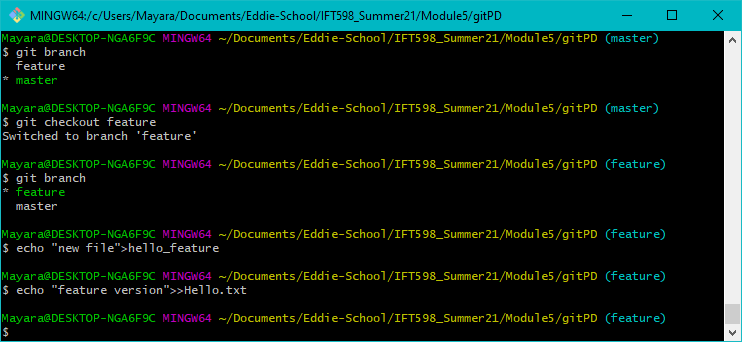 MINGW64:/c/Users/Mayara/Documents/Eddie-School/IFT598_Summer21/Module5/gitPD
Mayara@DESKTOP-NGA6F9C MINGW64 ~/Documents/Eddie-School/IFT598_Summer21/Module5/gitPD (master)
$ git branch
  feature
* master
Mayara@DESKTOP-NGA6F9C MINGW64 ~/Documents/Eddie-School/IFT598_Summer21/Module5/gitPD (master)
$ git checkout feature
Switched to branch 'feature'
Mayara@DESKTOP-NGA6F9C MINGW64 ~/Documents/Eddie-School/IFT598_Summer21/Module5/gitPD (feature)
$ git branch
* feature
  master
Mayara@DESKTOP-NGA6F9C MINGW64 ~/Documents/Eddie-School/IFT598_Summer21/Module5/gitPD (feature)
$ echo "new file">hello_feature
Mayara@DESKTOP-NGA6F9C MINGW64 ~/Documents/Eddie-School/IFT598_Summer21/Module5/gitPD (feature)
$ echo "feature version">>Hello.txt
Mayara@DESKTOP-NGA6F9C MINGW64 ~/Documents/Eddie-School/IFT598_Summer21/Module5/gitPD (feature)
$